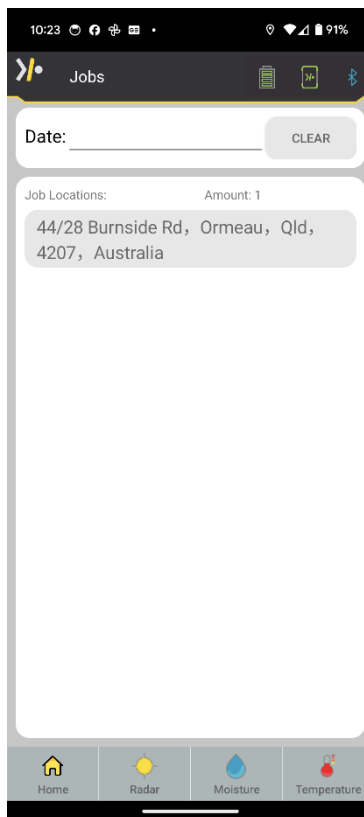 10:23
91%
Jobs
Date:
CLEAR
Job Locations: Amount: 1
44/28 Burnside Rd, Ormeau, Qld,
4207, Australia
Home Radar Moisture Temperature